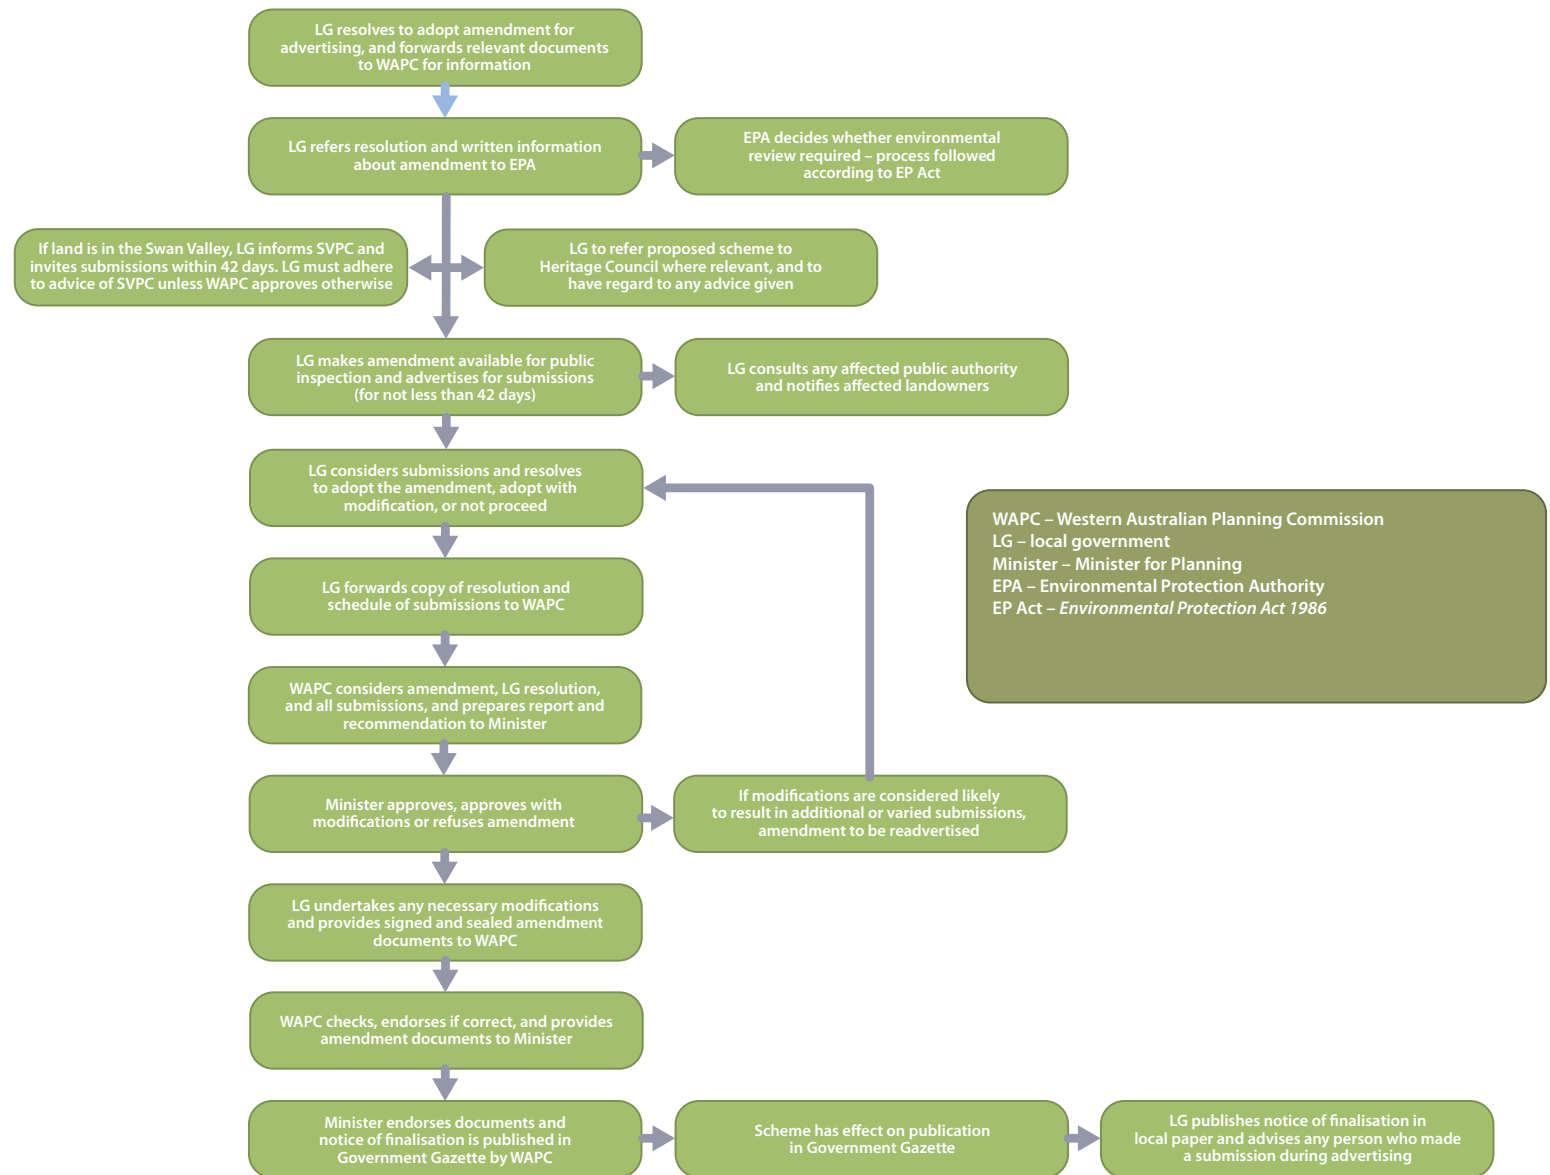 LG resolves to adopt amendment for
advertising, and forwards relevant documents
to WAPC for information
LG refers resolution and written information
about amendment to EPA
EPA decides whether environmental
review required – process followed
according to EP Act
If land is in the Swan Valley, LG informs SVPC and
invites submissions within 42 days. LG must adhere
to advice of SVPC unless WAPC approves otherwise
LG to refer proposed scheme to
Heritage Council where relevant, and to
have regard to any advice given
LG makes amendment available for public
inspection and advertises for submissions
(for not less than 42 days)
LG consults any affected public authority
and notifies affected landowners
LG considers submissions and resolves
to adopt the amendment, adopt with
modification, or not proceed
WAPC – Western Australian Planning Commission
LG – local government
Minister – Minister for Planning
EPA – Environmental Protection Authority
EP Act – Environmental Protection Act 1986
LG forwards copy of resolution and
schedule of submissions to WAPC
WAPC considers amendment, LG resolution,
and all submissions, and prepares report and
recommendation to Minister
Minister approves, approves with
modifications or refuses amendment
If modifications are considered likely
to result in additional or varied submissions,
amendment to be readvertised
LG undertakes any necessary modifications
and provides signed and sealed amendment
documents to WAPC
WAPC checks, endorses if correct, and provides
amendment documents to Minister
Minister endorses documents and
notice of finalisation is published in
Government Gazette by WAPC
Scheme has effect on publication
in Government Gazette
LG publishes notice of finalisation in
local paper and advises any person who made
a submission during advertising